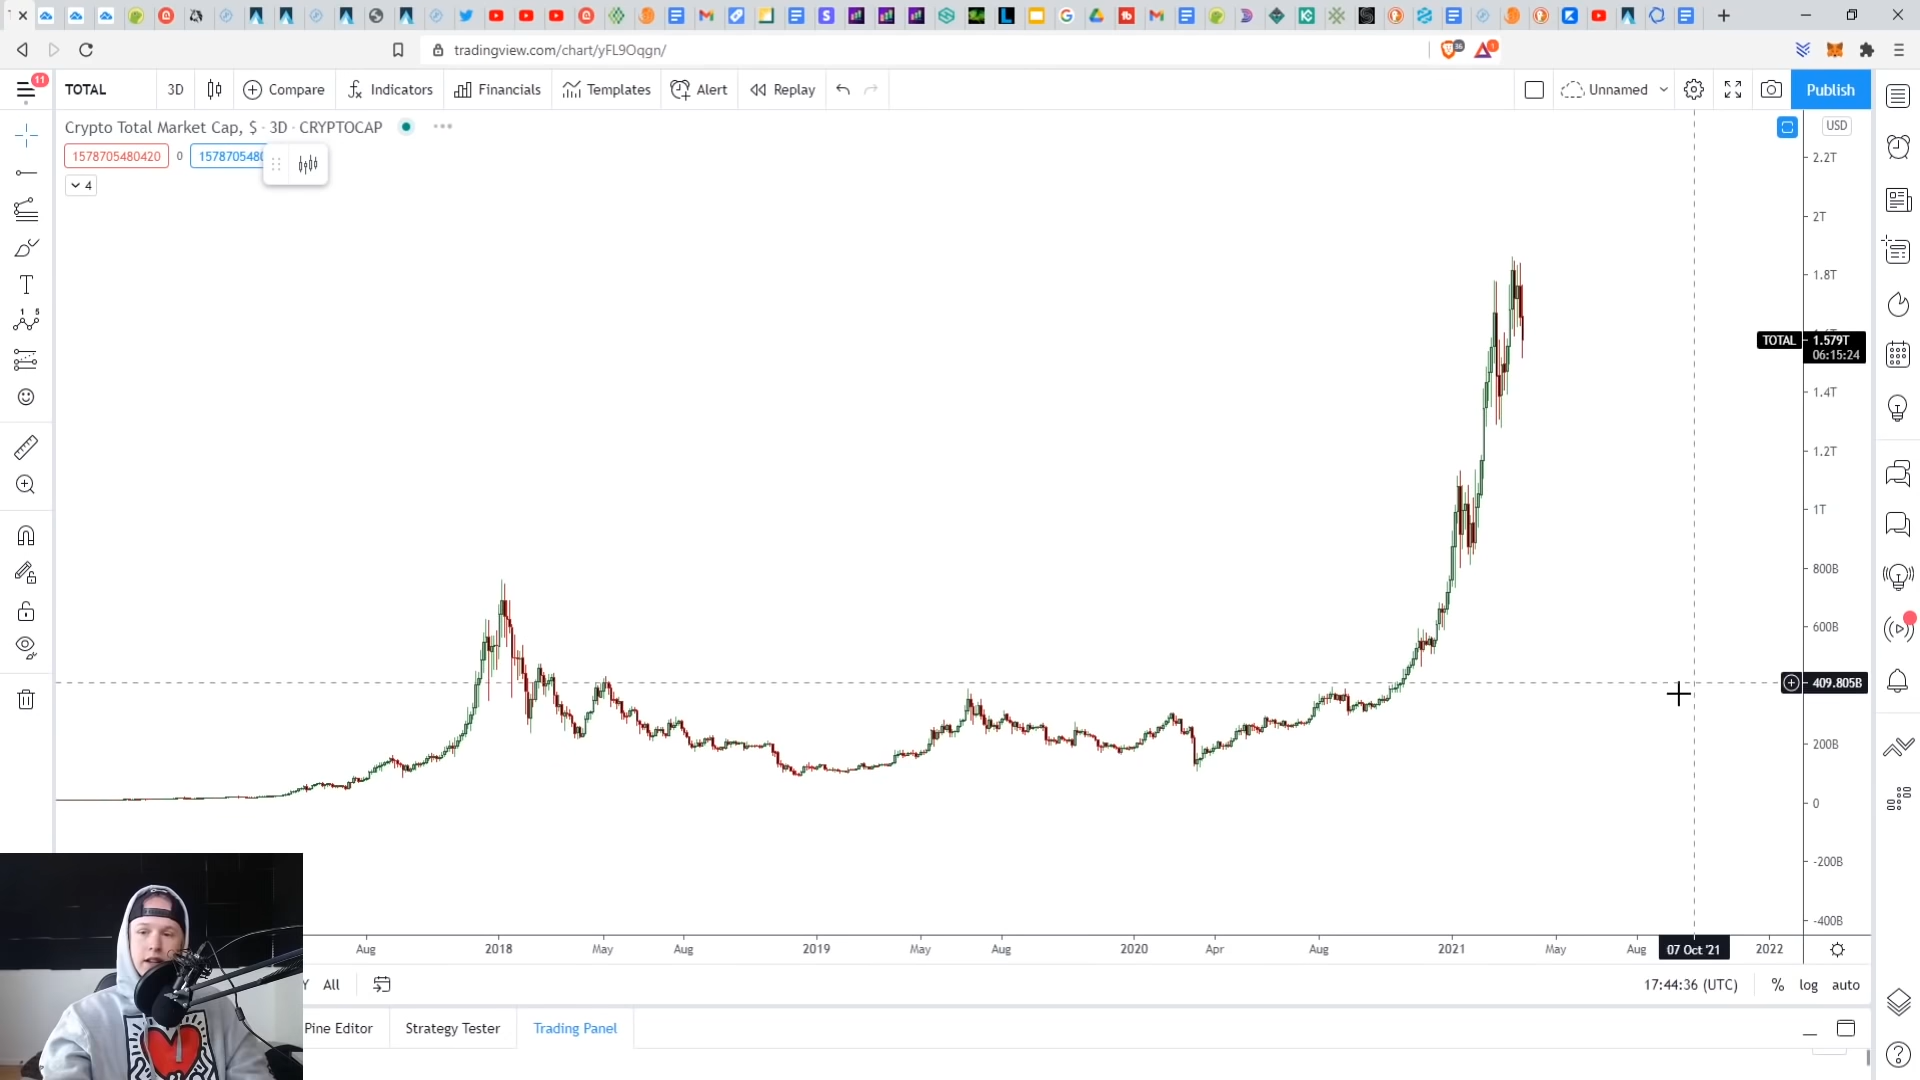 tradingview.com/chart/yFL9Oqgn/
36
1
11
TOTAL
3D
Compare
Indicators
Financials
Templates
Alert
Replay
Unnamed
Publish
Crypto Total Market Cap, $ · 3D · CRYPTOCAP
USD
1578705480420
0
157870548
4
2.2T
2T
1.8T
TOTAL
1.579T
06:15:24
1.4T
1.2T
1T
800B
600B
409.805B
200B
0
-200B
-400B
Aug
2018
May
Aug
2019
May
Aug
2020
Apr
Aug
2021
May
Aug
07 Oct '21
2022
Y
All
17:44:36 (UTC)
%
log
auto
Pine Editor
Strategy Tester
Trading Panel